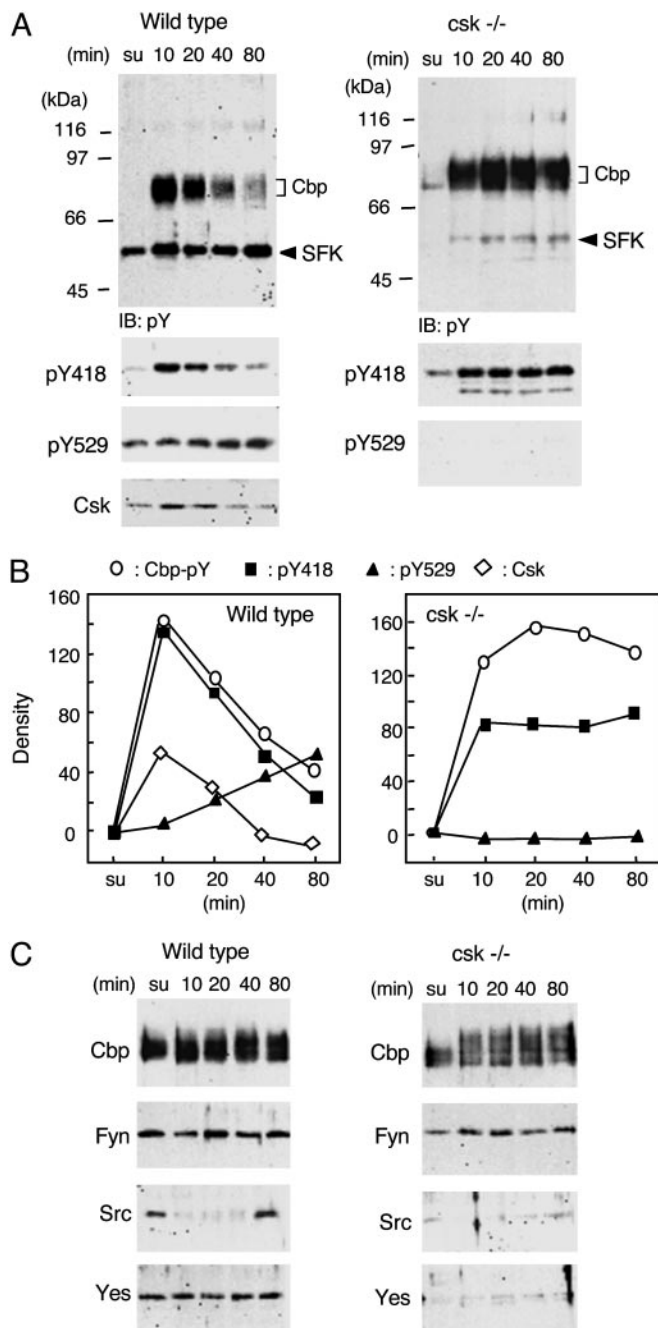 A
Wild type
(min) su 10 20 40 80
(kDa)
116
97
66
45
Cbp
SFK
IB: pY
pY418
pY529
Csk
csk -/-
su 10 20 40 80
116
97
66
45
Cbp
SFK
pY418
pY529
B
: Cbp-pY : pY418 : pY529 : Csk
Wild type
Density
160
120
80
40
0
su 10 20 40 80
(min)
csk -/-
160
120
80
40
0
su 10 20 40 80
(min)
C
Wild type
(min) su 10 20 40 80
Cbp
Fyn
Src
Yes
csk -/-
(min) su 10 20 40 80
Cbp
Fyn
Src
Yes